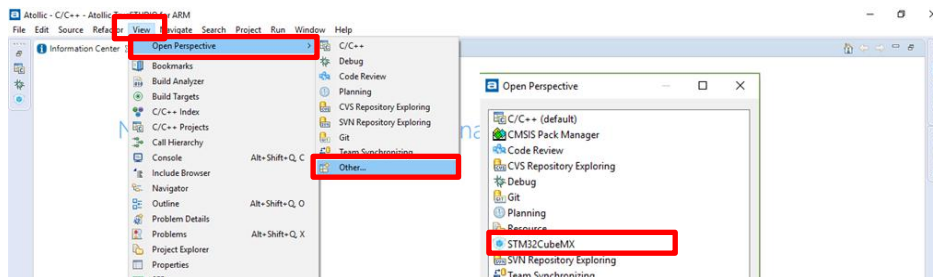 Atollic - C/C++ - Atollic
for ARM
File Edit Source Refactor View Navigate Search Project Run Window Help
Information Center
Open Perspective
Bookmarks
Build Analyzer
Build Targets
C/C++ Index
C/C++ Projects
Call Hierarchy
Console Alt+Shift+Q, C
Include Browser
Navigator
Outline Alt+Shift+Q, O
Problem Details
Problems Alt+Shift+Q, X
Project Explorer
Properties
C/C++
Debug
Code Review
Planning
CVS Repository Exploring
SVN Repository Exploring
Git
Team Synchronizing
Other...
Open Perspective
C/C++ (default)
CMSIS Pack Manager
Code Review
CVS Repository Exploring
Debug
Git
Planning
Resource
STM32CubeMX
SVN Repository Exploring
Team Synchronizing